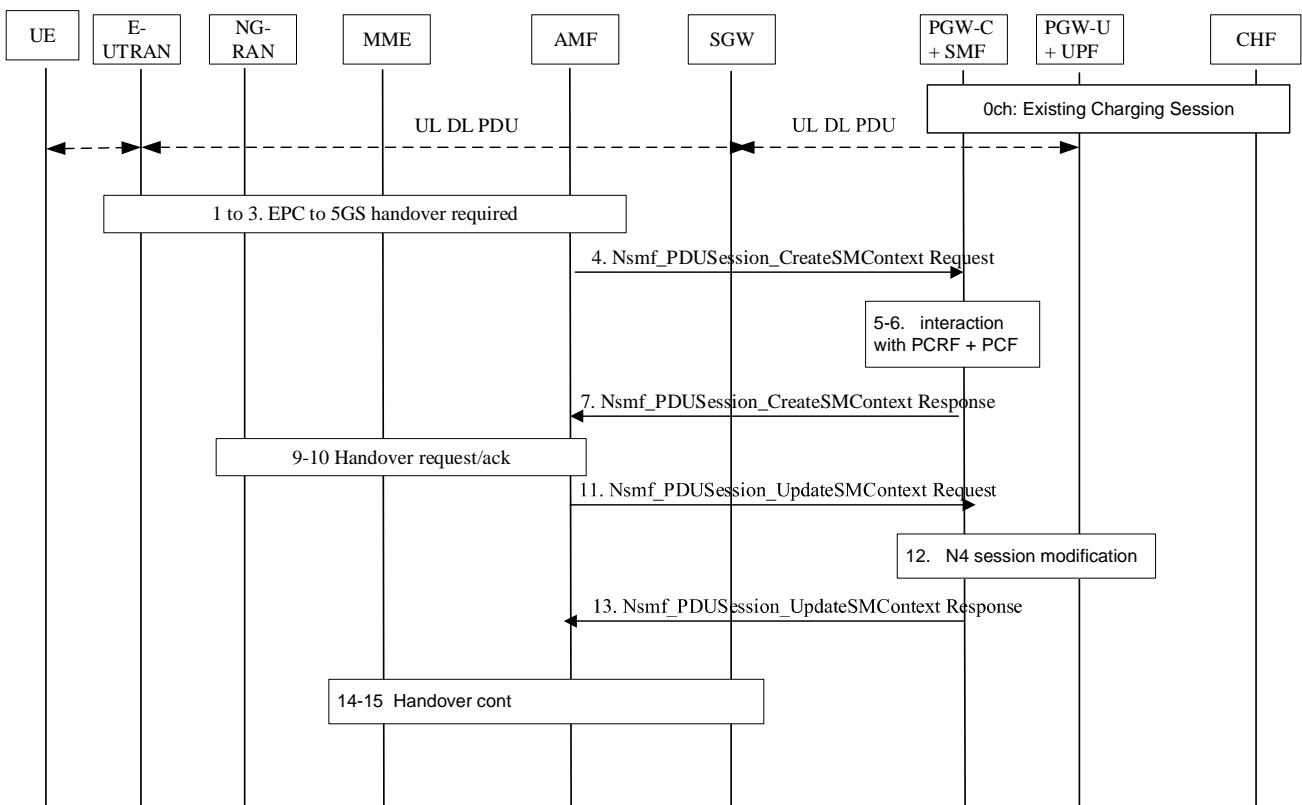 UE
E-
UTRAN
NG-
RAN
MME
AMF
SGW
PGW-C
+ SMF
PGW-U
+ UPF
CHF
0ch: Existing Charging Session
UL DL PDU
UL DL PDU
1 to 3. EPC to 5GS handover required
4. Nsmf_PDUSession_CreateSMContext Request
5-6. interaction
with PCRF + PCF
7. Nsmf_PDUSession_CreateSMContext Response
9-10 Handover request/ack
11. Nsmf_PDUSession_UpdateSMContext Request
12. N4 session modification
13. Nsmf_PDUSession_UpdateSMContext Response
14-15 Handover cont